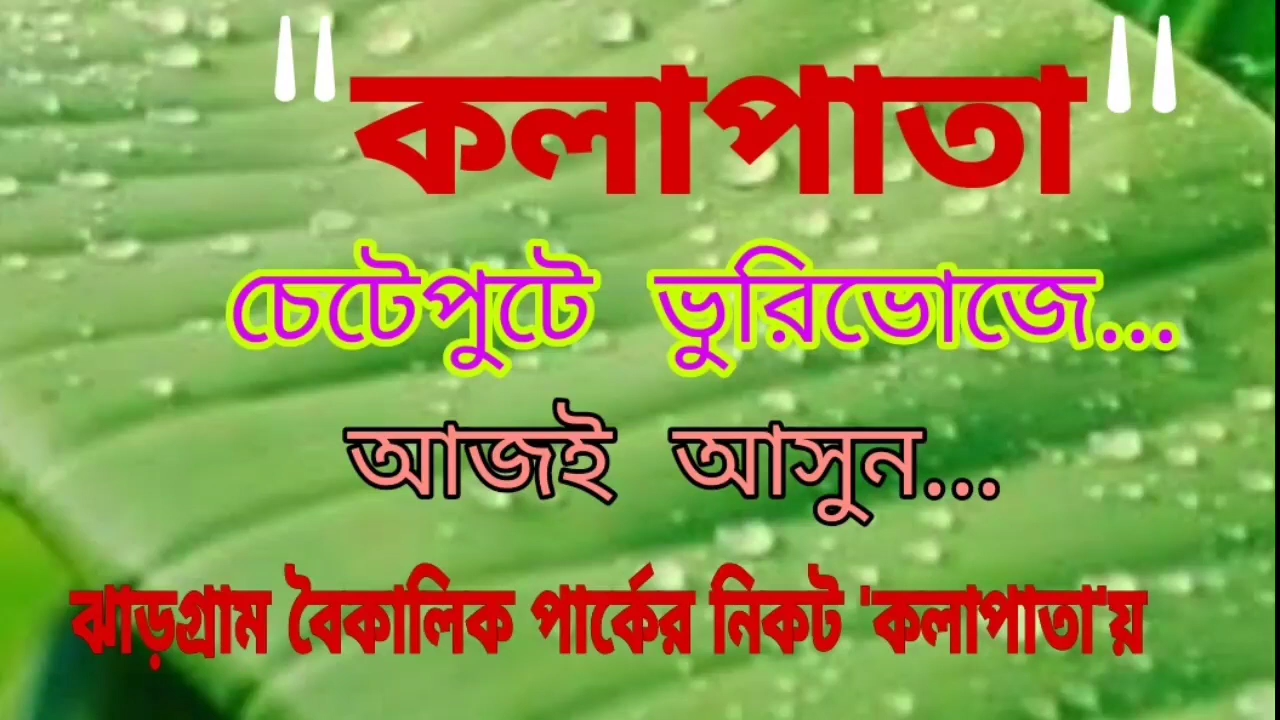 "কলাপাতা"
চেটেপুটে ভুরিভোজে...
আজই আসুন...
ঝাড়গ্রাম বৈকালিক পার্কের নিকট 'কলাপাতা'য়